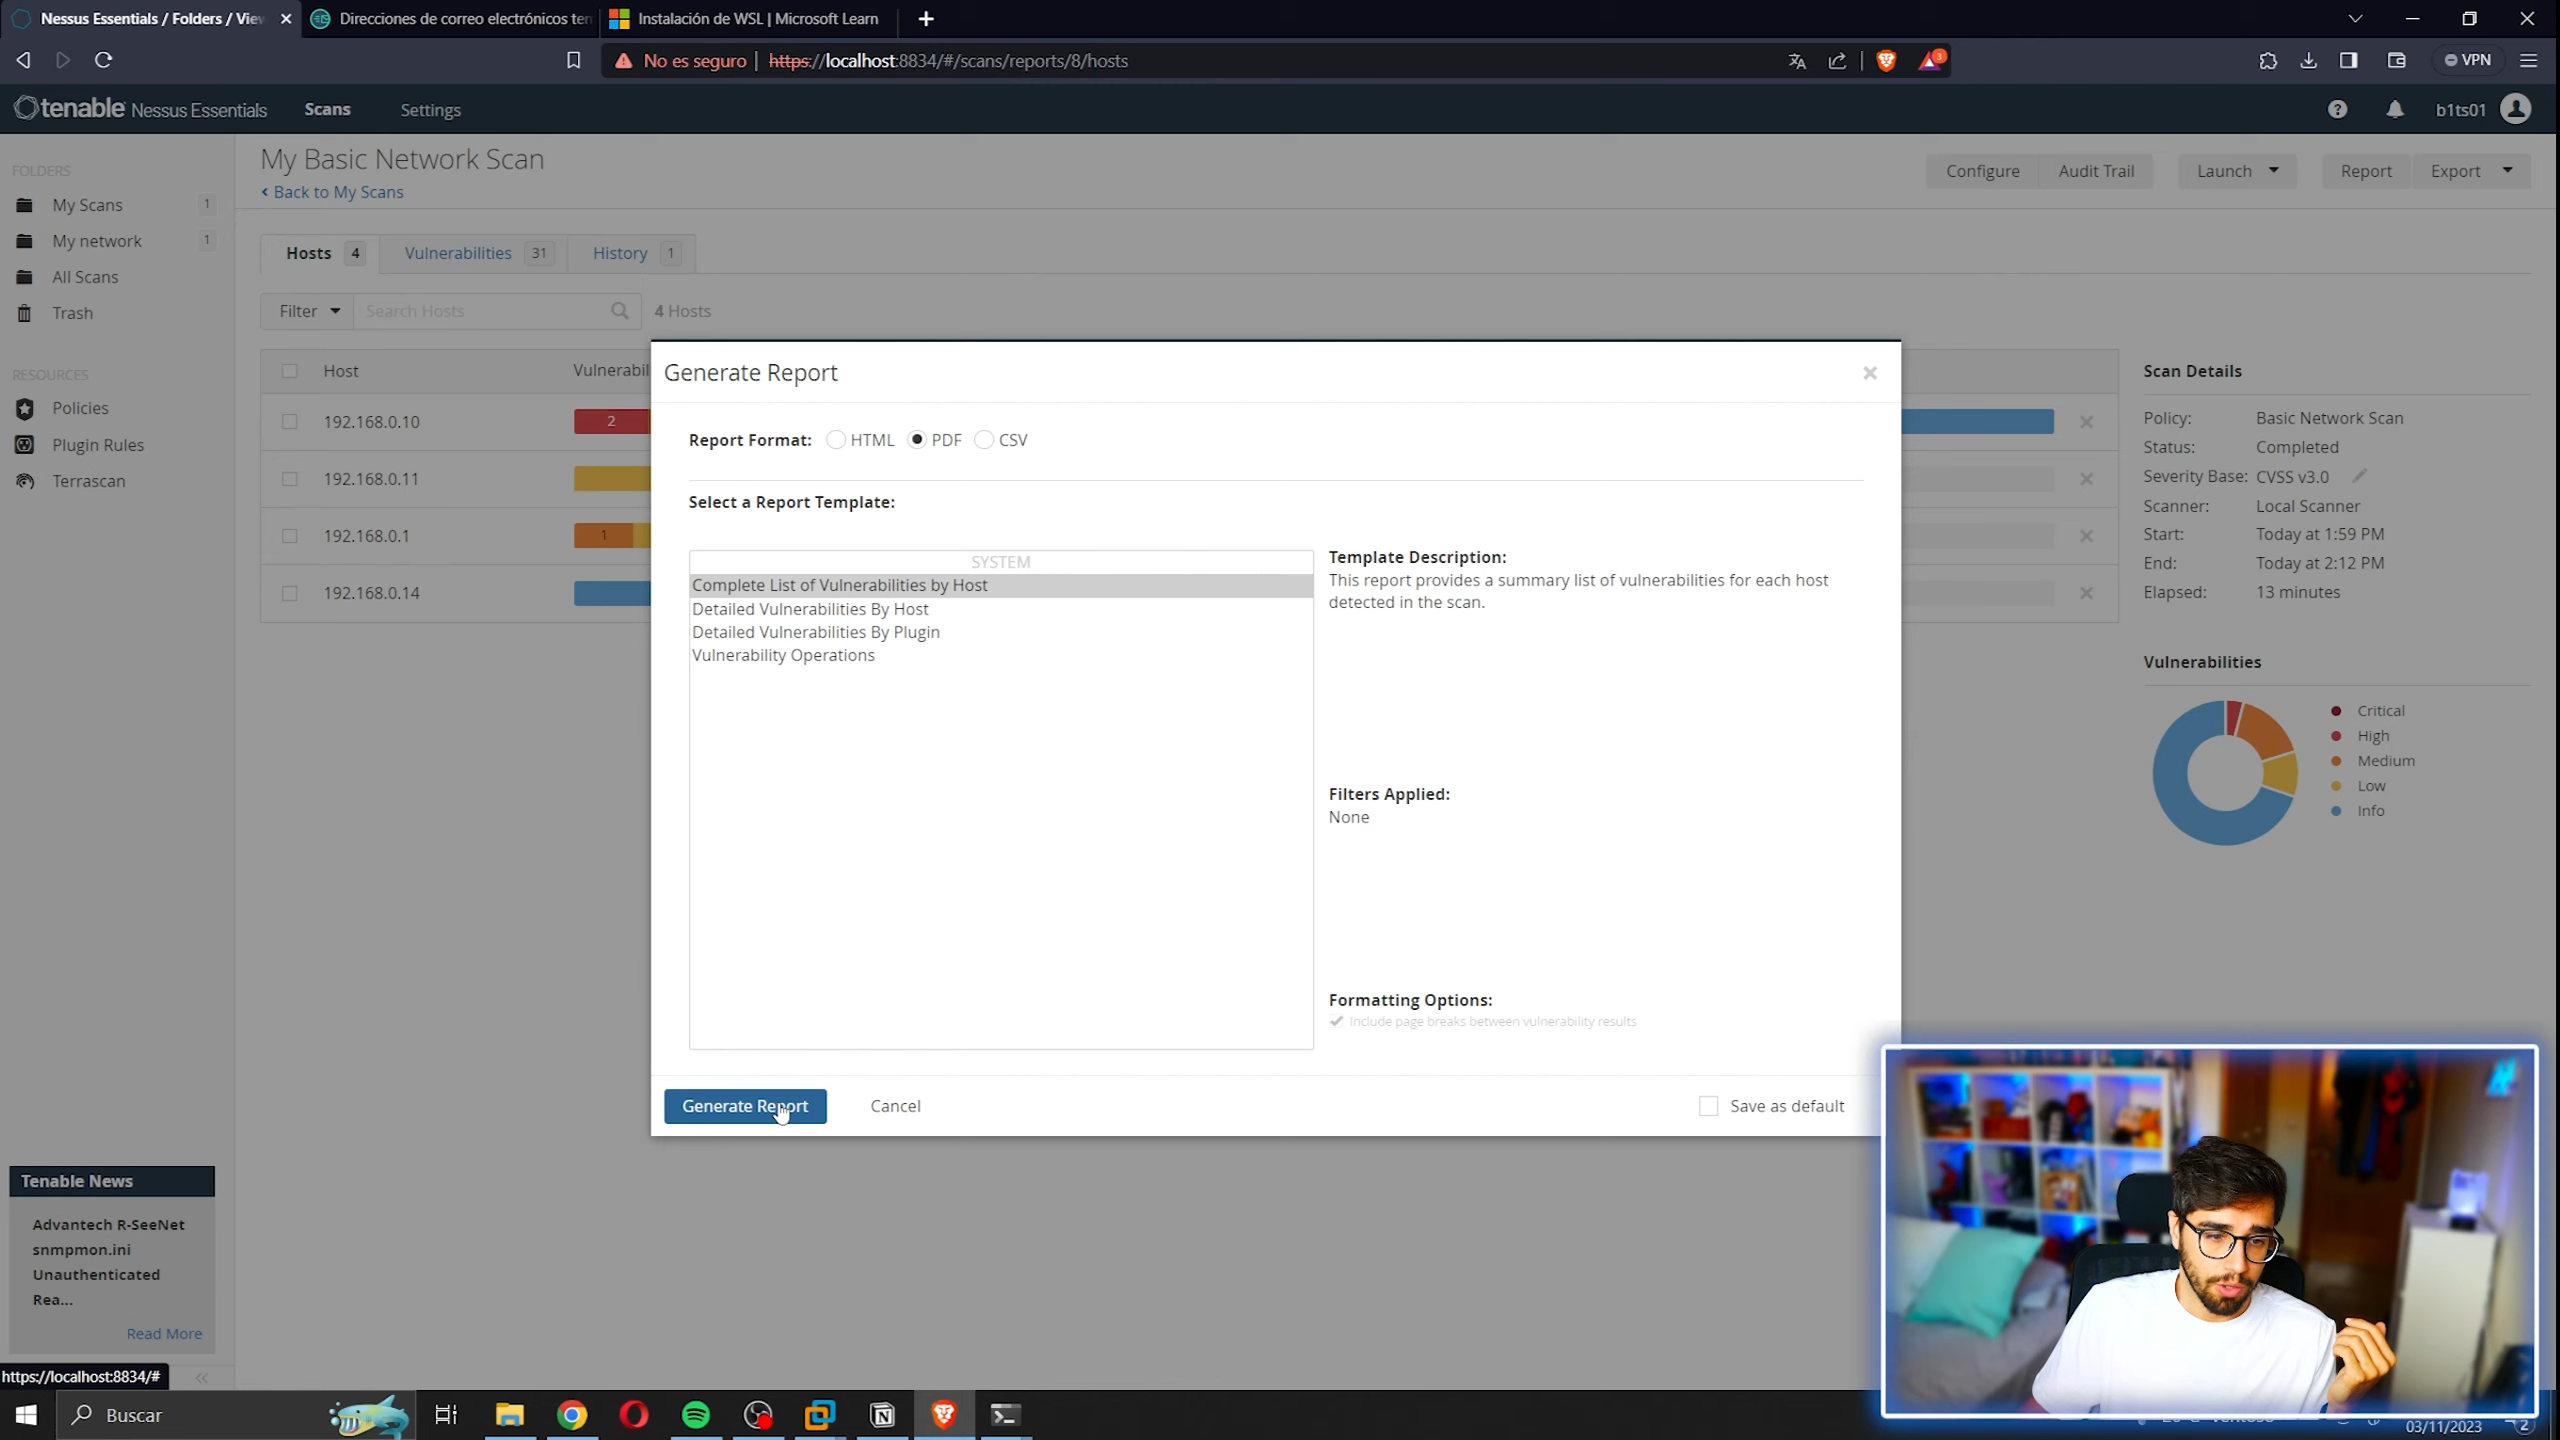 Nessus Essentials / Folders / Viev
Direcciones de correo electrónicos ten
Instalación de WSL | Microsoft Learn
No es seguro
https://localhost:8834/#/scans/reports/8/hosts
3
VPN
tenable Nessus Essentials
Scans
Settings
b1ts01
FOLDERS
My Scans 1
My network 1
All Scans
Trash
RESOURCES
Policies
Plugin Rules
Terrascan
My Basic Network Scan
< Back to My Scans
Configure
Audit Trail
Launch
Report
Export
Hosts 4
Vulnerabilities 31
History 1
Filter
Search Hosts
4 Hosts
Host
Vulnerabil
192.168.0.10
2
192.168.0.11
192.168.0.1
1
192.168.0.14
Generate Report
Report Format: HTML PDF CSV
Select a Report Template:
SYSTEM
Complete List of Vulnerabilities by Host
Detailed Vulnerabilities By Host
Detailed Vulnerabilities By Plugin
Vulnerability Operations
Template Description:
This report provides a summary list of vulnerabilities for each host
detected in the scan.
Filters Applied:
None
Formatting Options:
Include page breaks between vulnerability results
Generate Report
Cancel
Save as default
Scan Details
Policy: Basic Network Scan
Status: Completed
Severity Base: CVSS v3.0
Scanner: Local Scanner
Start: Today at 1:59 PM
End: Today at 2:12 PM
Elapsed: 13 minutes
Vulnerabilities
Critical
High
Medium
Low
Info
Tenable News
Advantech R-SeeNet
snmpmon.ini
Unauthenticated
Rea...
Read More
https://localhost:8834/#
Buscar
03/11/2023
2